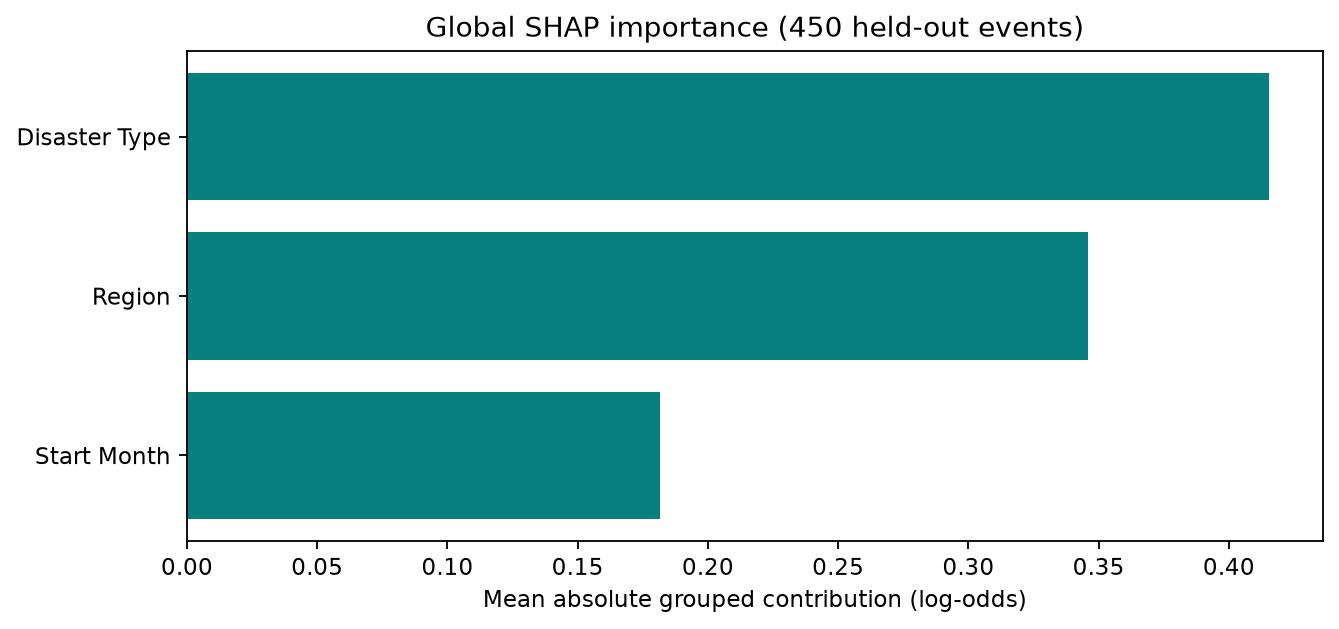 Global SHAP importance (450 held-out events)
Disaster Type
Region
Start Month
0.00 0.05 0.10 0.15 0.20 0.25 0.30 0.35 0.40
Mean absolute grouped contribution (log-odds)